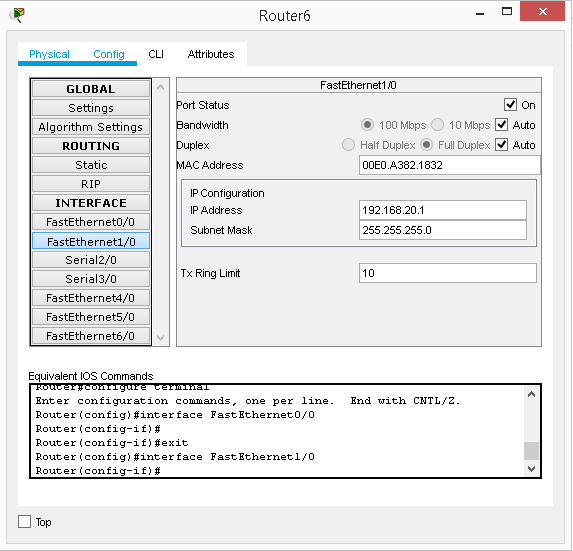 Router6
Physical Config CLI Attributes
GLOBAL
Settings
Algorithm Settings
ROUTING
Static
RIP
INTERFACE
FastEthernet0/0
FastEthernet1/0
Serial2/0
Serial3/0
FastEthernet4/0
FastEthernet5/0
FastEthernet6/0
FastEthernet1/0
Port Status On
Bandwidth 100 Mbps 10 Mbps Auto
Duplex Half Duplex Full Duplex Auto
MAC Address 00E0.A382.1832
IP Configuration
IP Address 192.168.20.1
Subnet Mask 255.255.255.0
Tx Ring Limit 10
Equivalent IOS Commands
Router#configure terminal
Enter configuration commands, one per line. End with CNTL/Z.
Router(config)#interface FastEthernet0/0
Router(config-if)#
Router(config-if)#exit
Router(config)#interface FastEthernet1/0
Router(config-if)#
Top